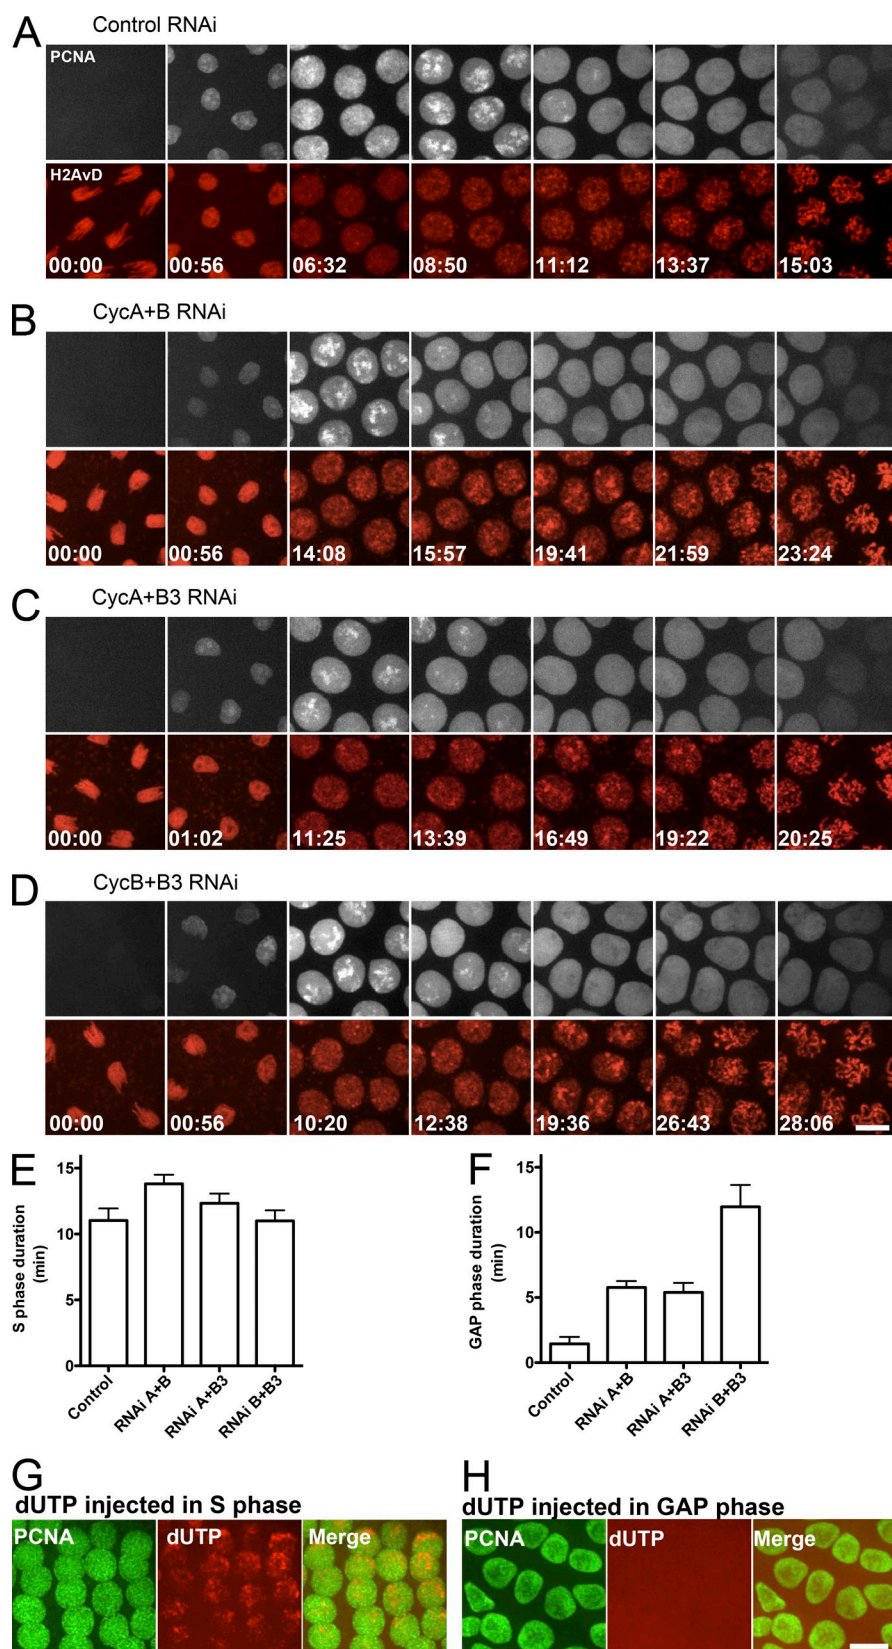 A Control RNAi
PCNA
H2AvD
00:00 00:56 06:32 08:50 11:12 13:37 15:03
B CycA+B RNAi
00:00 00:56 14:08 15:57 19:41 21:59 23:24
C CycA+B3 RNAi
00:00 01:02 11:25 13:39 16:49 19:22 20:25
D CycB+B3 RNAi
00:00 00:56 10:20 12:38 19:36 26:43 28:06
E
S phase duration
(min)
15
10
5
0
Control RNAi A+B RNAi A+B3 RNAi B+B3
F
GAP phase duration
(min)
15
10
5
0
Control RNAi A+B RNAi A+B3 RNAi B+B3
G
dUTP injected in S phase
PCNA dUTP Merge
H
dUTP injected in GAP phase
PCNA dUTP Merge